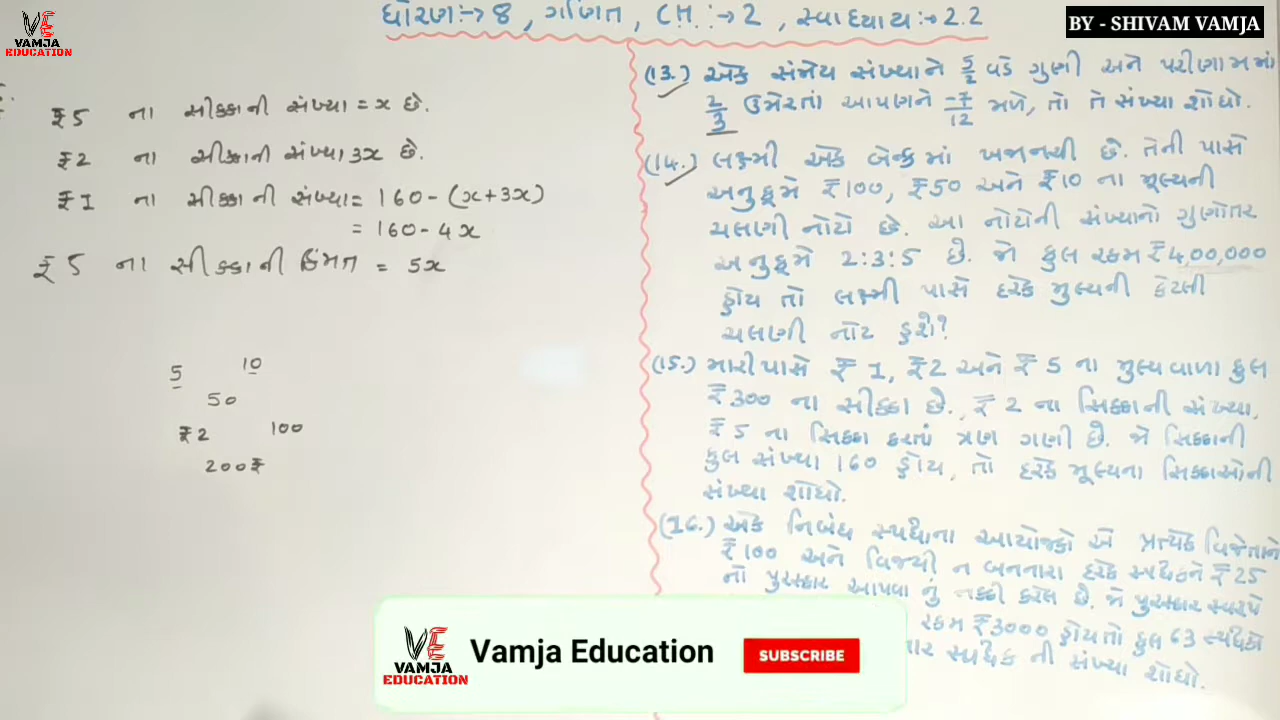 VAMJA
EDUCATION
ધોરણ:→8 , ગણિત, CH.:→2 , સ્વાધ્યાય:→2.2
BY - SHIVAM VAMJA
₹5 ના સીક્કાની સંખ્યા = x છે.
₹2 ના સીક્કાની સંખ્યા 3x છે.
₹1 ના સીક્કાની સંખ્યા = 160 - (x+3x)
= 160 - 4x
₹5 ના સીક્કાની કિંમત = 5x
5 10
50
₹2 100
200₹
(13.) એક સંમેય સંખ્યાને 5/2 વડે ગુણી અને પરીણામમાં
2/3 ઉમેરતાં આપણને -7/12 મળે, તો તે સંખ્યા શોધો.
(14.) લક્ષ્મી એક બેન્કમાં ખજાનચી છે. તેની પાસે
અનુક્રમે ₹100, ₹50 અને ₹10 ના મૂલ્યની
ચલણી નોટો છે. આ નોટોની સંખ્યાનો ગુણોતર
અનુક્રમે 2:3:5 છે. જો કુલ રકમ ₹4,00,000
હોય તો લક્ષ્મી પાસે દરેક મુલ્યની કેટલી
ચલણી નોટ હશે?
(15.) મારી પાસે ₹1, ₹2 અને ₹5 ના મુલ્યવાળા કુલ
₹300 ના સીક્કા છે. ₹2 ના સિક્કાની સંખ્યા,
₹5 ના સિક્કા કરતાં ત્રણ ગણી છે. જો સિક્કાની
કુલ સંખ્યા 160 હોય, તો દરેક મૂલ્યના સિક્કાઓની
સંખ્યા શોધો.
(16.) એક નિબંધ સ્પર્ધાના આયોજકો એ પ્રત્યેક વિજેતાને
₹100 અને વિજયી ન બનનારા દરેક સ્પર્ધકને ₹25
નો પુરસ્કાર આપવાનું નક્કી કરેલ છે. જો પુરસ્કાર સ્વરૂપે
રકમ ₹3000 હોય તો કુલ 63 સ્પર્ધકો
સ્પર્ધક ની સંખ્યા શોધો.
VAMJA
EDUCATION
Vamja Education
SUBSCRIBE